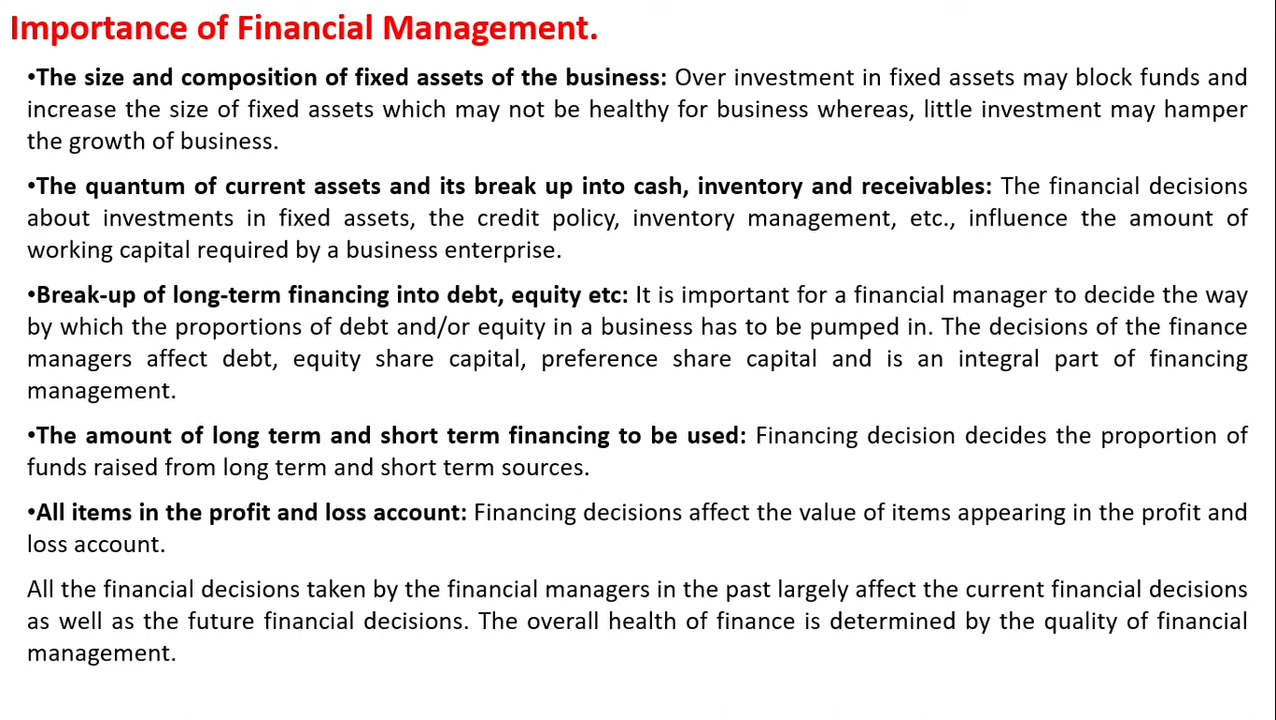 Importance of Financial Management.
•The size and composition of fixed assets of the business: Over investment in fixed assets may block funds and
increase the size of fixed assets which may not be healthy for business whereas, little investment may hamper
the growth of business.
•The quantum of current assets and its break up into cash, inventory and receivables: The financial decisions
about investments in fixed assets, the credit policy, inventory management, etc., influence the amount of
working capital required by a business enterprise.
•Break-up of long-term financing into debt, equity etc: It is important for a financial manager to decide the way
by which the proportions of debt and/or equity in a business has to be pumped in. The decisions of the finance
managers affect debt, equity share capital, preference share capital and is an integral part of financing
management.
•The amount of long term and short term financing to be used: Financing decision decides the proportion of
funds raised from long term and short term sources.
•All items in the profit and loss account: Financing decisions affect the value of items appearing in the profit and
loss account.
All the financial decisions taken by the financial managers in the past largely affect the current financial decisions
as well as the future financial decisions. The overall health of finance is determined by the quality of financial
management.